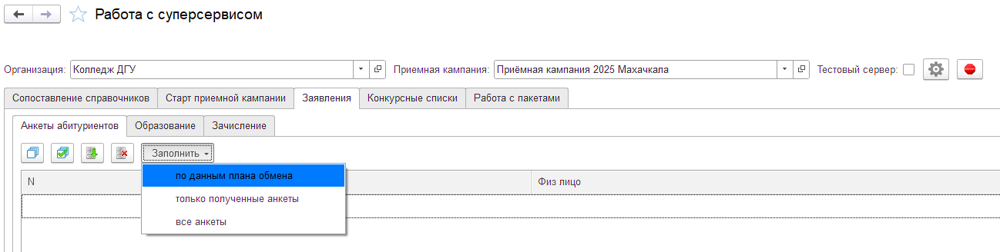 Работа с суперсервисом
Организация: Колледж ДГУ Приемная кампания: Приёмная кампания 2025 Махачкала Тестовый сервер:
Сопоставление справочников Старт приемной кампании Заявления Конкурсные списки Работа с пакетами
Анкеты абитуриентов Образование Зачисление
Заполнить
по данным плана обмена
N Физ лицо
только полученные анкеты
все анкеты